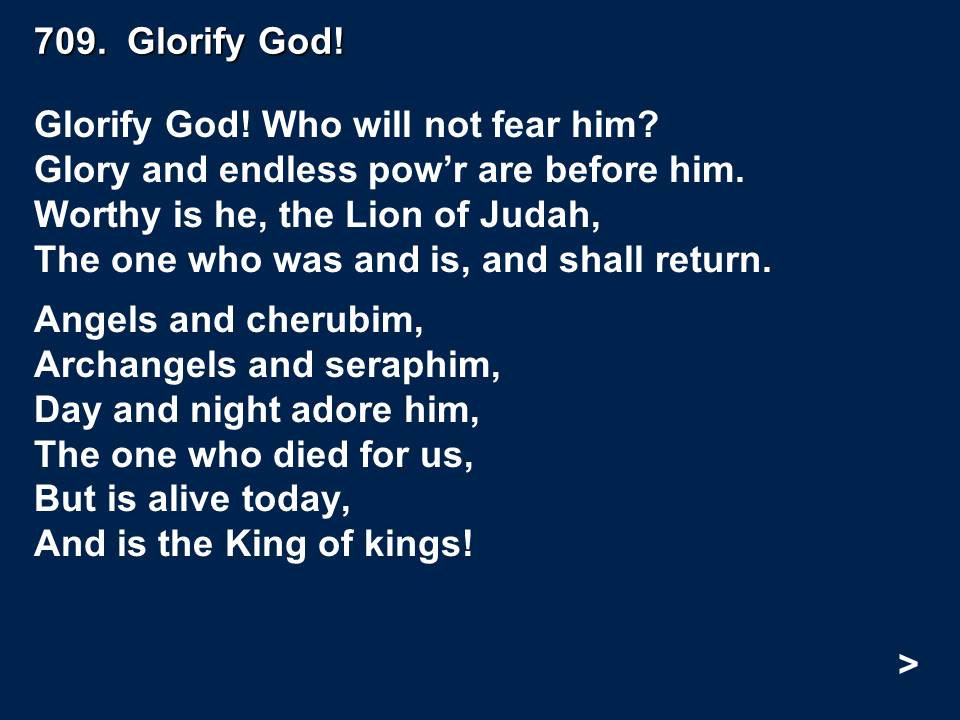 709.  Glorify God!
Glorify God! Who will not fear him?
Glory and endless pow’r are before him.
Worthy is he, the Lion of Judah,
The one who was and is, and shall return.
Angels and cherubim,
Archangels and seraphim,
Day and night adore him,
The one who died for us,
But is alive today,
And is the King of kings!
>